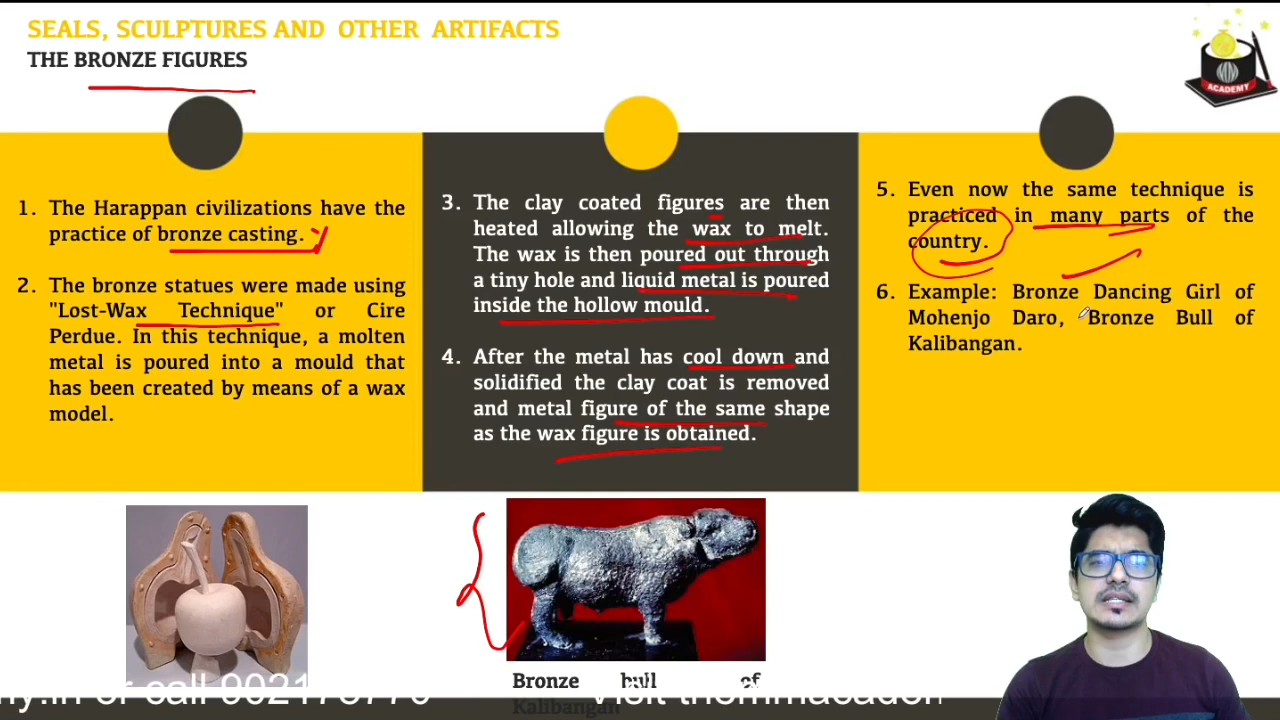 SEALS, SCULPTURES AND OTHER ARTIFACTS
THE BRONZE FIGURES
ACADEMY
1. The Harappan civilizations have the
practice of bronze casting.
2. The bronze statues were made using
"Lost-Wax Technique" or Cire
Perdue. In this technique, a molten
metal is poured into a mould that
has been created by means of a wax
model.
3. The clay coated figures are then
heated allowing the wax to melt.
The wax is then poured out through
a tiny hole and liquid metal is poured
inside the hollow mould.
4. After the metal has cool down and
solidified the clay coat is removed
and metal figure of the same shape
as the wax figure is obtained.
5. Even now the same technique is
practiced in many parts of the
country.
6. Example: Bronze Dancing Girl of
Mohenjo Daro, Bronze Bull of
Kalibangan.
Bronze bull of
Kalibangan
or call